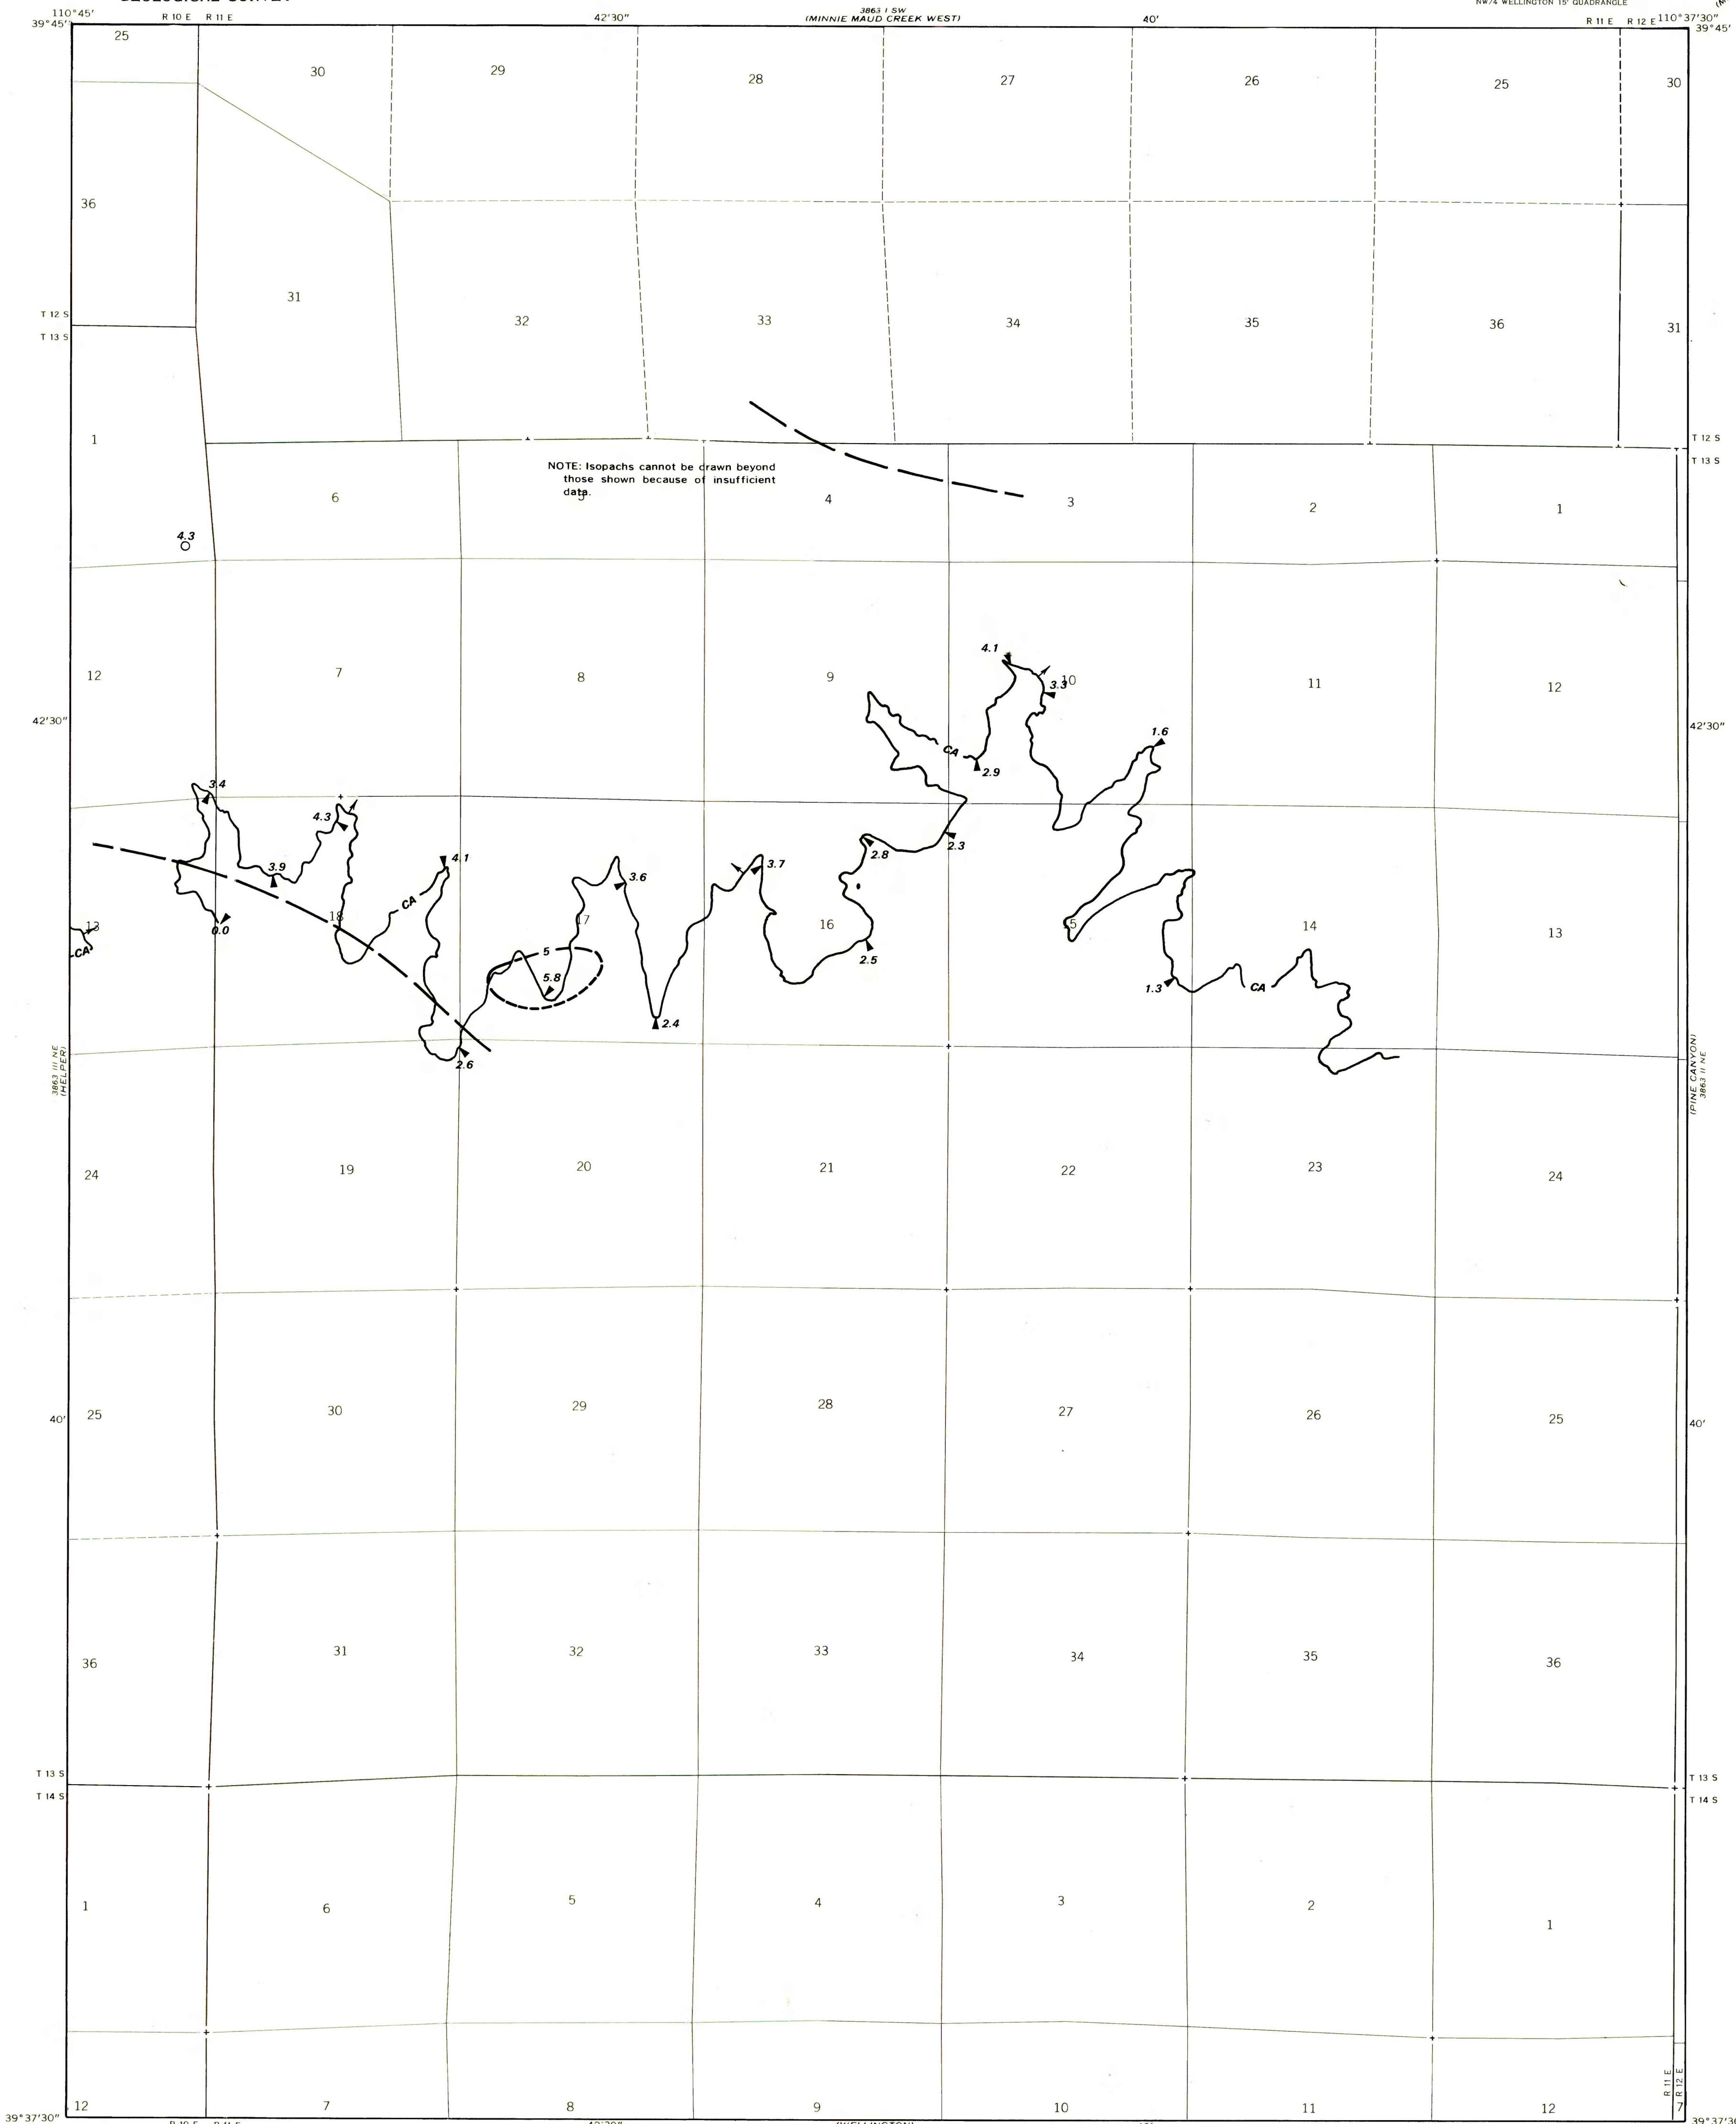 110°45' R 10 E R 11 E 42'30" 3863 I SW 40' NW/4 WELLINGTON 15' QUADRANGLE
(MINNIE MAUD CREEK WEST) R 11 E R 12 E 110°37'30"
39°45' 39°45'
25 30 29 28 27 26 25 30
36
31 32 33 34 35 36 31
T 12 S
T 13 S
1
T 12 S
T 13 S
NOTE: Isopachs cannot be drawn beyond
those shown because of insufficient
data.
6 5 4 3 2 1
4.3
12 7 8 9 10 11 12
4.1
3.3
42'30" 42'30"
1.6
CA
2.9
3.4
4.3
2.3
2.8
4.1
3.9
3.6
3.7
CA
13 18 17 16 15 14 13
0.0
CA
2.5
5
5.8
1.3
CA
2.4
2.6
3863 III NE
(HELPER)
(PINE CANYON)
3863 II NE
24 19 20 21 22 23 24
40' 25 30 29 28 27 26 25 40'
36 31 32 33 34 35 36
T 13 S T 13 S
T 14 S T 14 S
1 6 5 4 3 2 1
R 11 E
R 12 E
12 7 8 9 10 11 12 7
39°37'30"